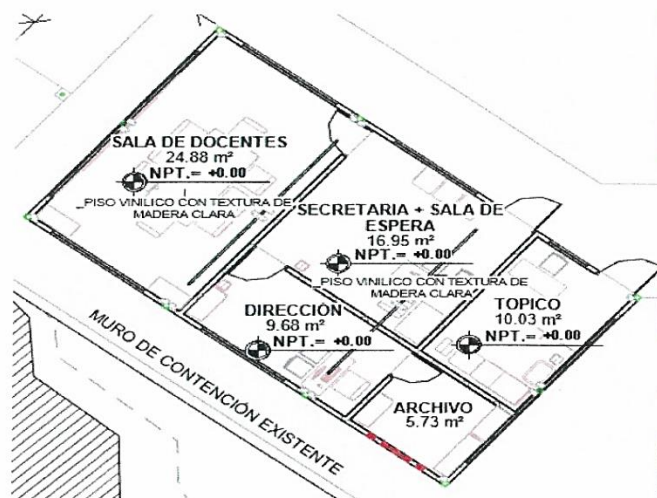 SALA DE DOCENTES
24.88 m²
NPT.= +0.00
PISO VINILICO CON TEXTURA DE
MADERA CLARA
SECRETARIA + SALA DE
ESPERA
16.95 m²
NPT.= +0.00
PISO VINILICO CON TEXTURA DE
MADERA CLARA
DIRECCIÓN
9.68 m²
NPT.= +0.00
TOPICO
10.03 m²
NPT.= +0.00
ARCHIVO
5.73 m²
MURO DE CONTENCIÓN EXISTENTE